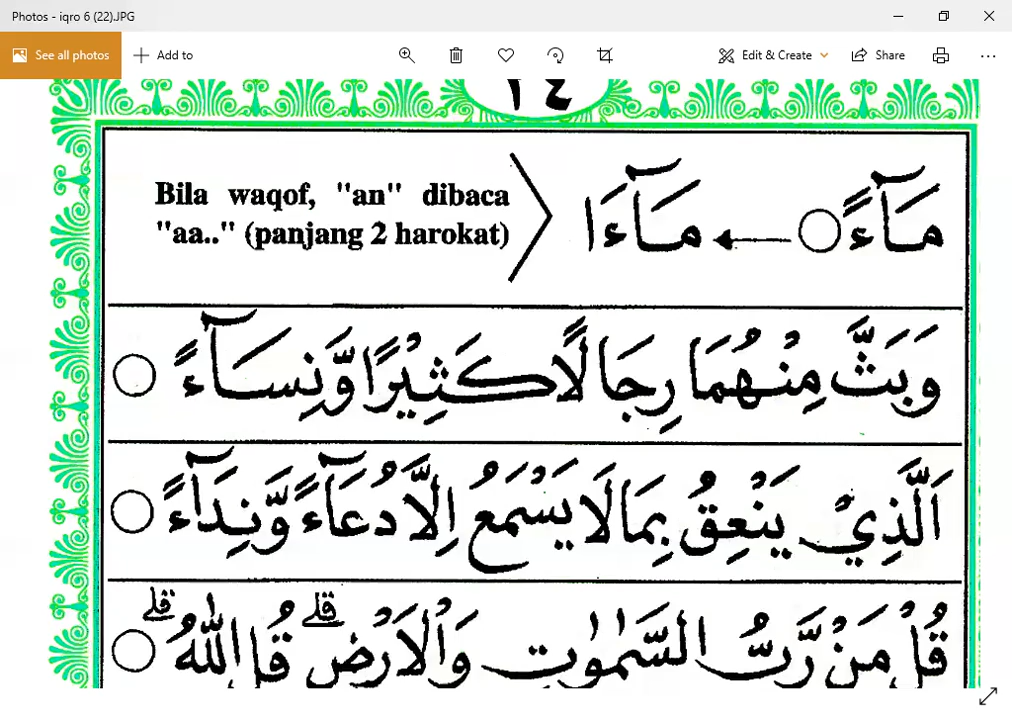 Photos - iqro 6 (22).JPG
See all photos
Add to
Edit & Create
Share
١٤
مَآءً ← مَآءَا
Bila waqof, "an" dibaca
"aa.." (panjang 2 harokat)
وَبَثَّ مِنْهُمَا رِجَالًا كَثِيْرًا وَّنِسَآءً
اَلَّذِيْ يَنْعِقُ بِمَالَا يَسْمَعُ اِلَّا دُعَآءً وَّنِدَآءً
قُلْ مَنْ رَّبُّ السَّمٰوٰتِ وَالْاَرْضِ ۗ قُلِ اللّٰهُ ۗ